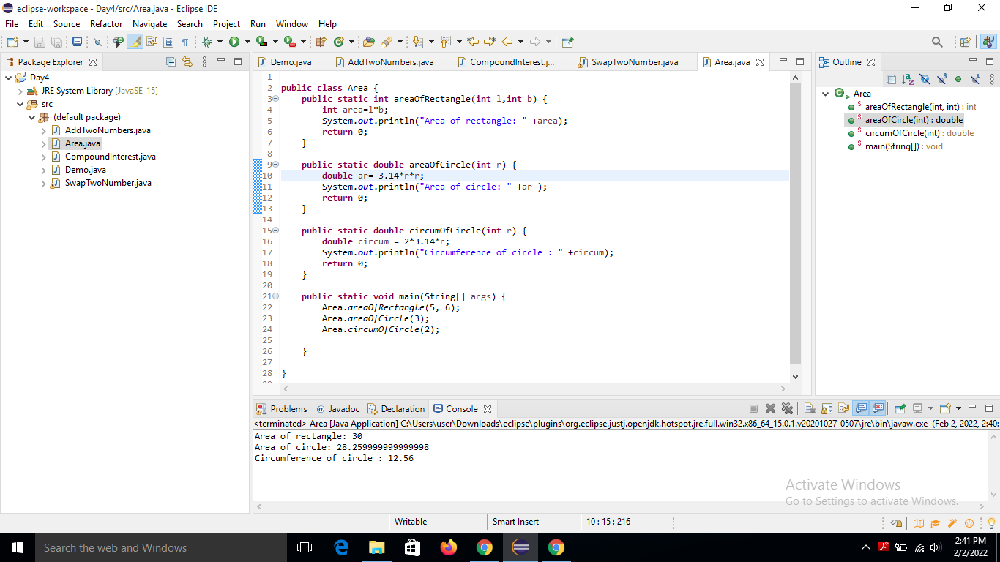 eclipse-workspace - Day4/src/Area.java - Eclipse IDE
File Edit Source Refactor Navigate Search Project Run Window Help
Package Explorer
Day4
JRE System Library [JavaSE-15]
src
(default package)
AddTwoNumbers.java
Area.java
CompoundInterest.java
Demo.java
SwapTwoNumber.java
Demo.java AddTwoNumbers.java CompoundInterest.j... SwapTwoNumber.java Area.java
1
2 public class Area {
3 public static int areaOfRectangle(int l,int b) {
4 int area=l*b;
5 System.out.println("Area of rectangle: " +area);
6 return 0;
7 }
8
9 public static double areaOfCircle(int r) {
10 double ar= 3.14*r*r;
11 System.out.println("Area of circle: " +ar );
12 return 0;
13 }
14
15 public static double circumOfCircle(int r) {
16 double circum = 2*3.14*r;
17 System.out.println("Circumference of circle : " +circum);
18 return 0;
19 }
20
21 public static void main(String[] args) {
22 Area.areaOfRectangle(5, 6);
23 Area.areaOfCircle(3);
24 Area.circumOfCircle(2);
25
26 }
27
28 }
Outline
Area
areaOfRectangle(int, int) : int
areaOfCircle(int) : double
circumOfCircle(int) : double
main(String[]) : void
Problems @ Javadoc Declaration Console
<terminated> Area [Java Application] C:\Users\user\Downloads\eclipse\plugins\org.eclipse.justj.openjdk.hotspot.jre.full.win32.x86_64_15.0.1.v20201027-0507\jre\bin\javaw.exe (Feb 2, 2022, 2:40:
Area of rectangle: 30
Area of circle: 28.259999999999998
Circumference of circle : 12.56
Activate Windows
Go to Settings to activate Windows.
Writable Smart Insert 10 : 15 : 216
Search the web and Windows
2:41 PM
2/2/2022